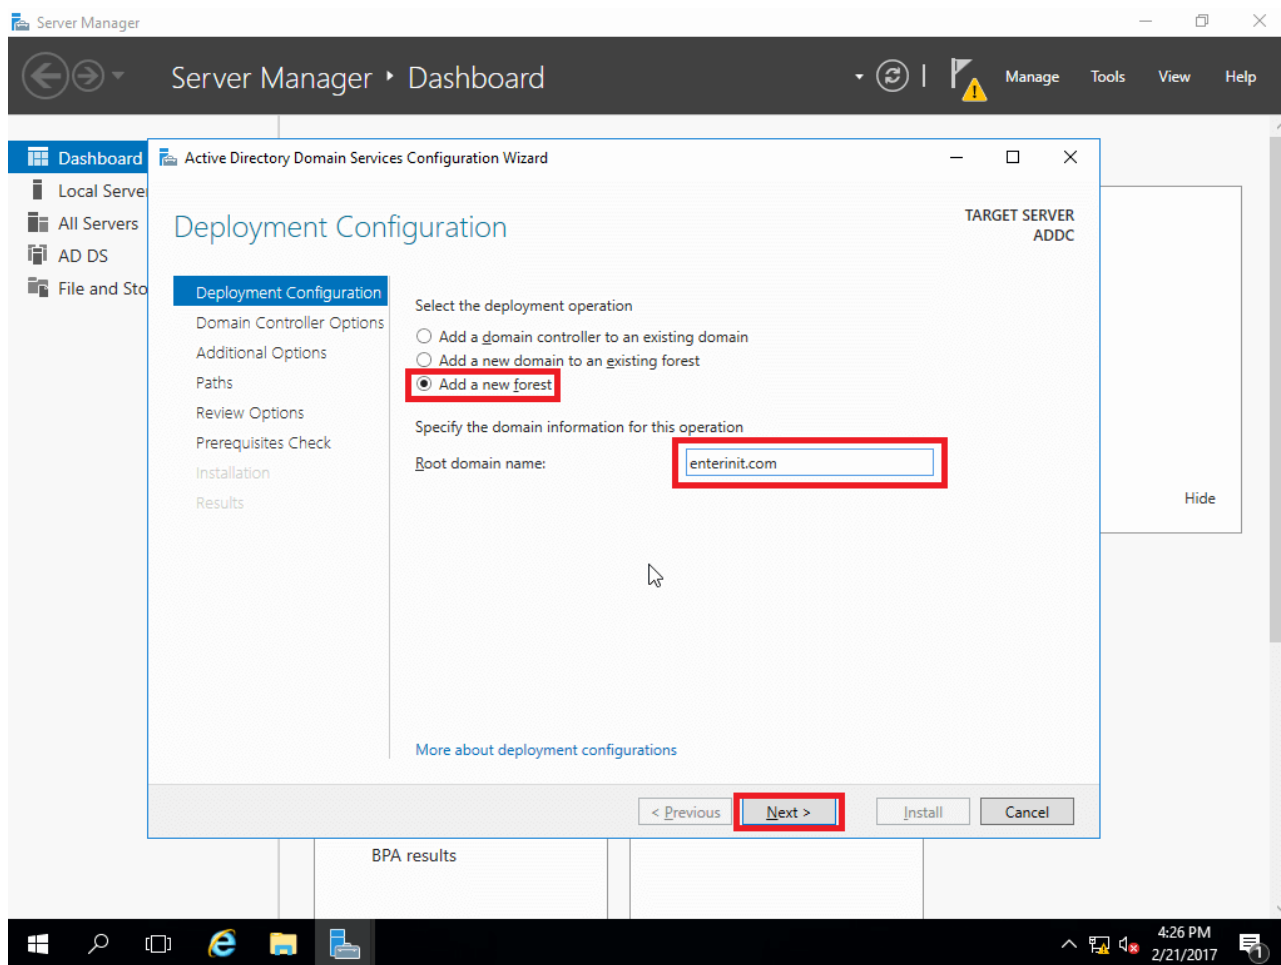 Server Manager
Server Manager ‣ Dashboard
Manage Tools View Help
Dashboard
Local Server
All Servers
AD DS
File and Sto
Active Directory Domain Services Configuration Wizard
Deployment Configuration
TARGET SERVER
ADDC
Deployment Configuration
Domain Controller Options
Additional Options
Paths
Review Options
Prerequisites Check
Installation
Results
Select the deployment operation
Add a domain controller to an existing domain
Add a new domain to an existing forest
Add a new forest
Specify the domain information for this operation
Root domain name: enterinit.com
More about deployment configurations
Hide
< Previous Next > Install Cancel
BPA results
4:26 PM
2/21/2017
1